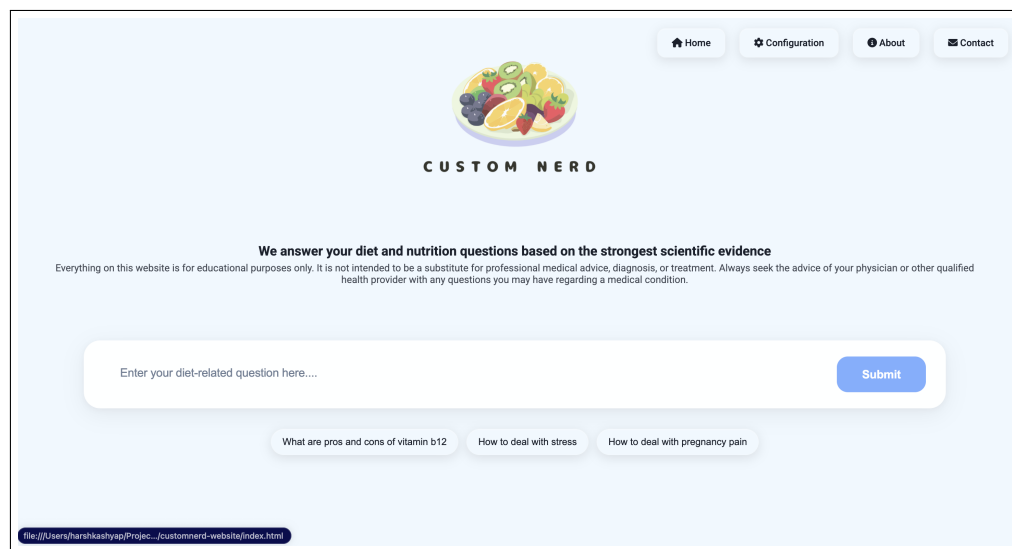 Home Configuration About Contact
CUSTOM NERD
We answer your diet and nutrition questions based on the strongest scientific evidence
Everything on this website is for educational purposes only. It is not intended to be a substitute for professional medical advice, diagnosis, or treatment. Always seek the advice of your physician or other qualified
health provider with any questions you may have regarding a medical condition.
Enter your diet-related question here.... Submit
What are pros and cons of vitamin b12 How to deal with stress How to deal with pregnancy pain
file:///Users/harshkashyap/Projec.../customnerd-website/index.html